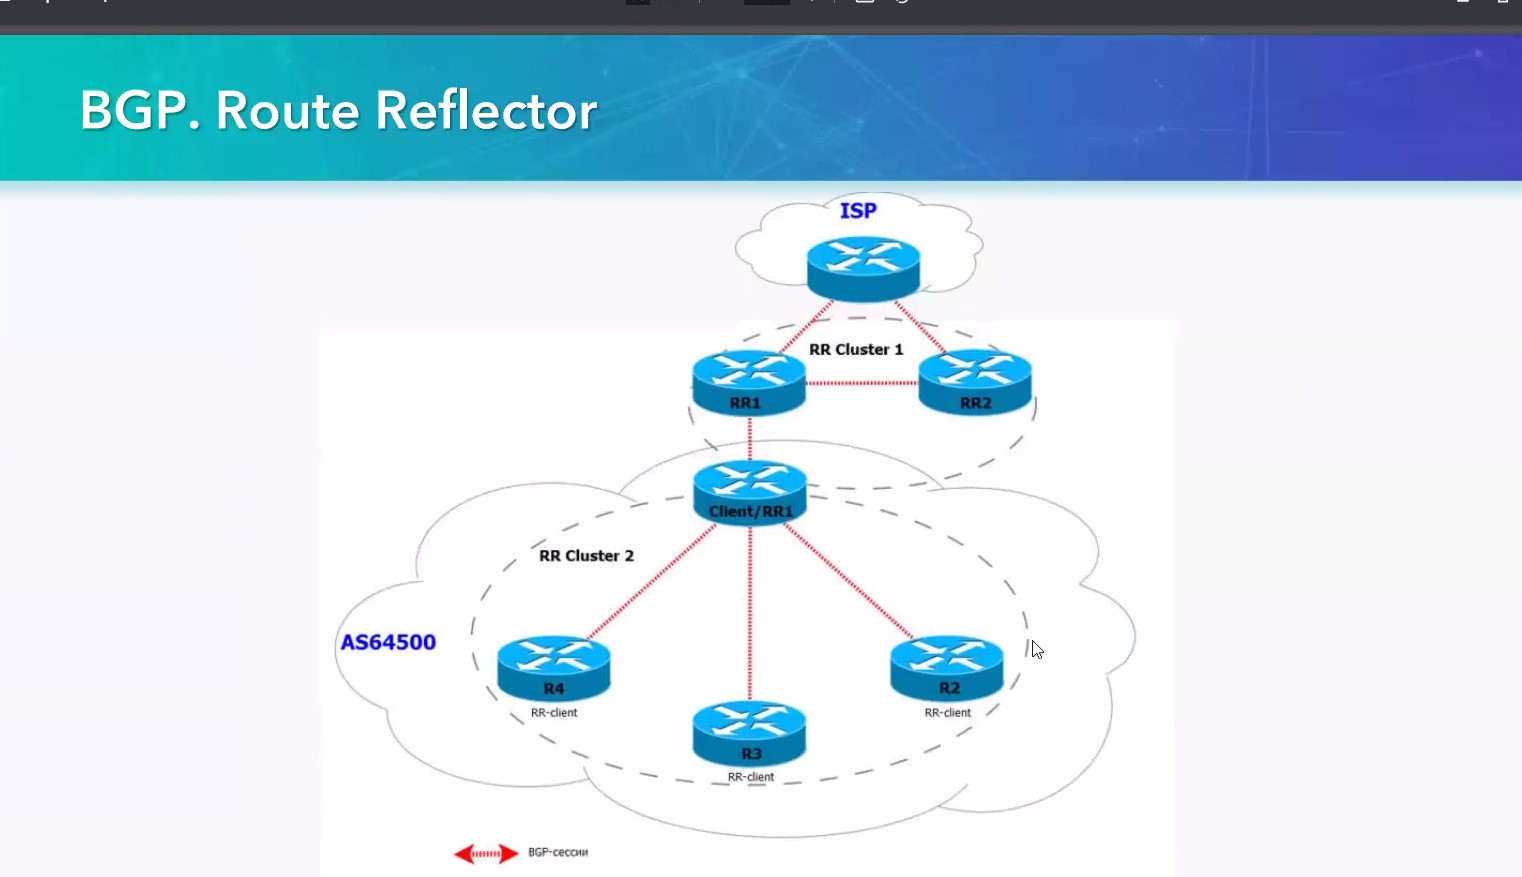 BGP. Route Reflector
ISP
RR Cluster 1
RR1
RR2
Client/RR1
RR Cluster 2
AS64500
R4
RR-client
R2
RR-client
R3
RR-client
BGP-сессии